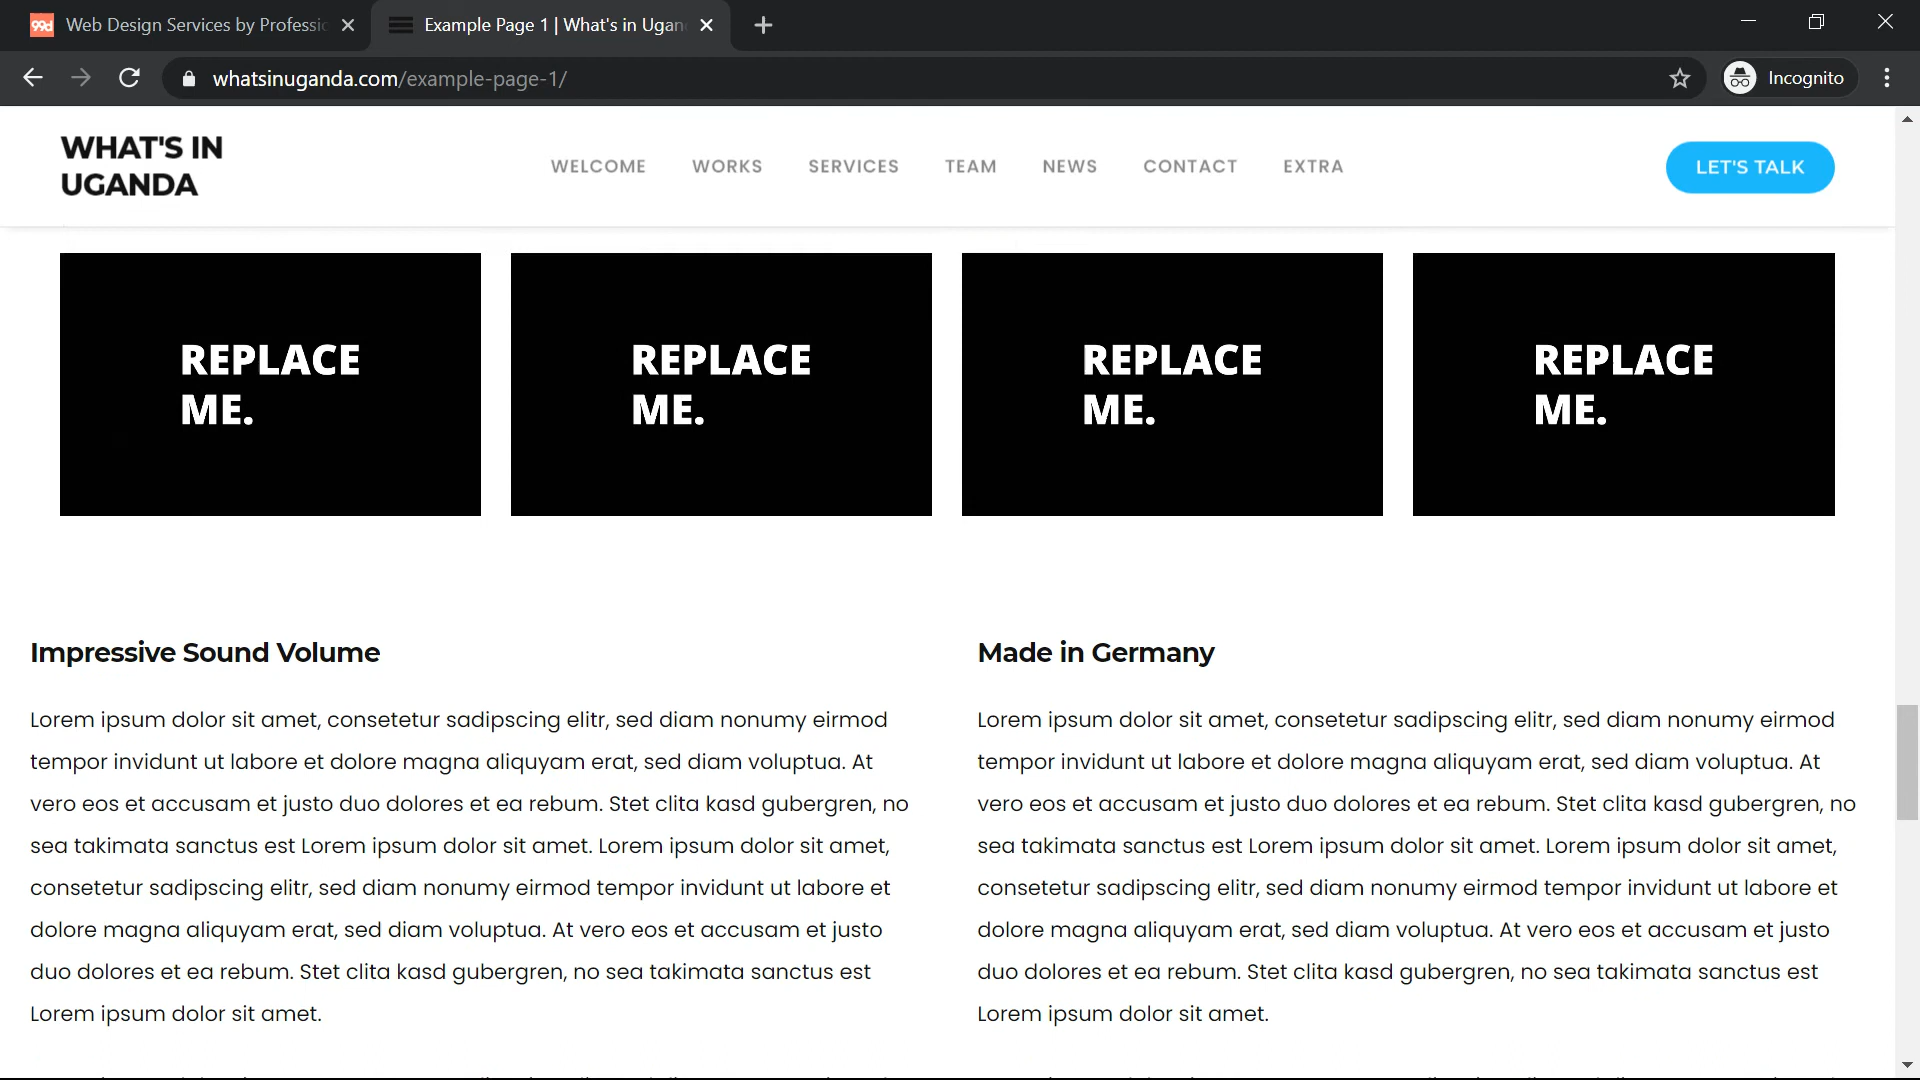 99d Web Design Services by Professi
Example Page 1 | What's in Ugan
whatsinuganda.com/example-page-1/
Incognito
WHAT'S IN
UGANDA
WELCOME WORKS SERVICES TEAM NEWS CONTACT EXTRA
LET'S TALK
REPLACE
ME.
REPLACE
ME.
REPLACE
ME.
REPLACE
ME.
Impressive Sound Volume
Lorem ipsum dolor sit amet, consetetur sadipscing elitr, sed diam nonumy eirmod
tempor invidunt ut labore et dolore magna aliquyam erat, sed diam voluptua. At
vero eos et accusam et justo duo dolores et ea rebum. Stet clita kasd gubergren, no
sea takimata sanctus est Lorem ipsum dolor sit amet. Lorem ipsum dolor sit amet,
consetetur sadipscing elitr, sed diam nonumy eirmod tempor invidunt ut labore et
dolore magna aliquyam erat, sed diam voluptua. At vero eos et accusam et justo
duo dolores et ea rebum. Stet clita kasd gubergren, no sea takimata sanctus est
Lorem ipsum dolor sit amet.
Made in Germany
Lorem ipsum dolor sit amet, consetetur sadipscing elitr, sed diam nonumy eirmod
tempor invidunt ut labore et dolore magna aliquyam erat, sed diam voluptua. At
vero eos et accusam et justo duo dolores et ea rebum. Stet clita kasd gubergren, no
sea takimata sanctus est Lorem ipsum dolor sit amet. Lorem ipsum dolor sit amet,
consetetur sadipscing elitr, sed diam nonumy eirmod tempor invidunt ut labore et
dolore magna aliquyam erat, sed diam voluptua. At vero eos et accusam et justo
duo dolores et ea rebum. Stet clita kasd gubergren, no sea takimata sanctus est
Lorem ipsum dolor sit amet.